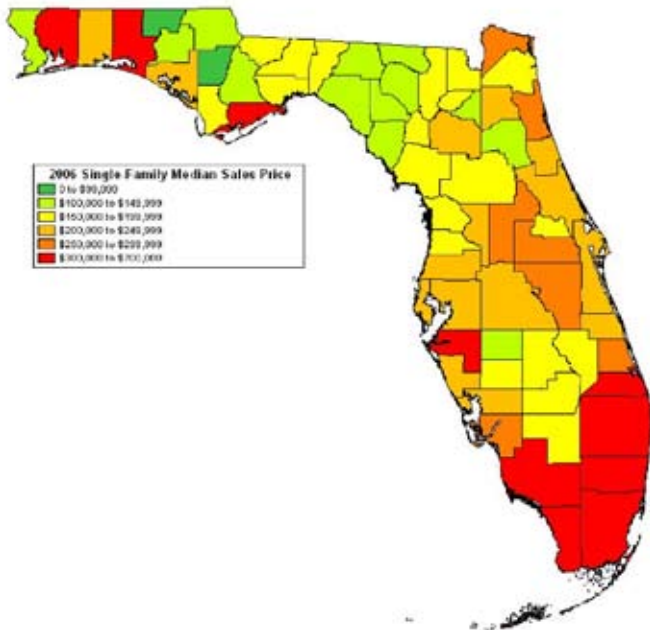 2006 Single-Family Median Sales Price
0 to $99,999
$100,000 to $149,999
$150,000 to $199,999
$200,000 to $249,999
$250,000 to $299,999
$300,000 to $700,000